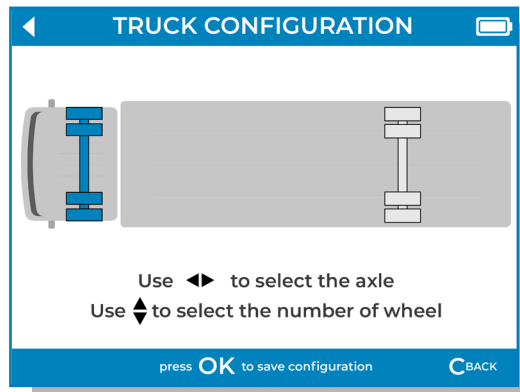 TRUCK CONFIGURATION
Use ◀▶ to select the axle
Use ▲▼ to select the number of wheel
press OK to save configuration
CBACK